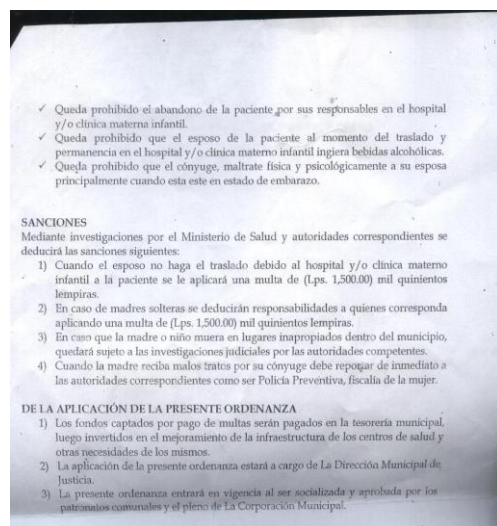 ✓ Queda prohibido el abandono de la paciente por sus responsables en el hospital
y/o clínica materna infantil.
✓ Queda prohibido que el esposo de la paciente al momento del traslado y
permanencia en el hospital y/o clínica materno infantil ingiera bebidas alcohólicas.
✓ Queda prohibido que el cónyuge, maltrate física y psicológicamente a su esposa
principalmente cuando esta este en estado de embarazo.
SANCIONES
Mediante investigaciones por el Ministerio de Salud y autoridades correspondientes se
deducirá las sanciones siguientes:
1) Cuando el esposo no haga el traslado debido al hospital y/o clínica materno
infantil a la paciente se le aplicará una multa de (Lps. 1,500.00) mil quinientos
lempiras.
2) En caso de madres solteras se deducirán responsabilidades a quienes corresponda
aplicando una multa de (Lps. 1,500.00) mil quinientos lempiras.
3) En caso que la madre o niño muera en lugares inapropiados dentro del municipio,
quedará sujeto a las investigaciones judiciales por las autoridades competentes.
4) Cuando la madre reciba malos tratos por su cónyuge debe reportar de inmediato a
las autoridades correspondientes como ser Policía Preventiva, fiscalía de la mujer.
DE LA APLICACIÓN DE LA PRESENTE ORDENANZA
1) Los fondos captados por pago de multas serán pagados en la tesorería municipal,
luego invertidos en el mejoramiento de la infraestructura de los centros de salud y
otras necesidades de los mismos.
2) La aplicación de la presente ordenanza estará a cargo de La Dirección Municipal de
Justicia.
3) La presente ordenanza entrará en vigencia al ser socializada y aprobada por los
patronatos comunales y el pleno de La Corporación Municipal.